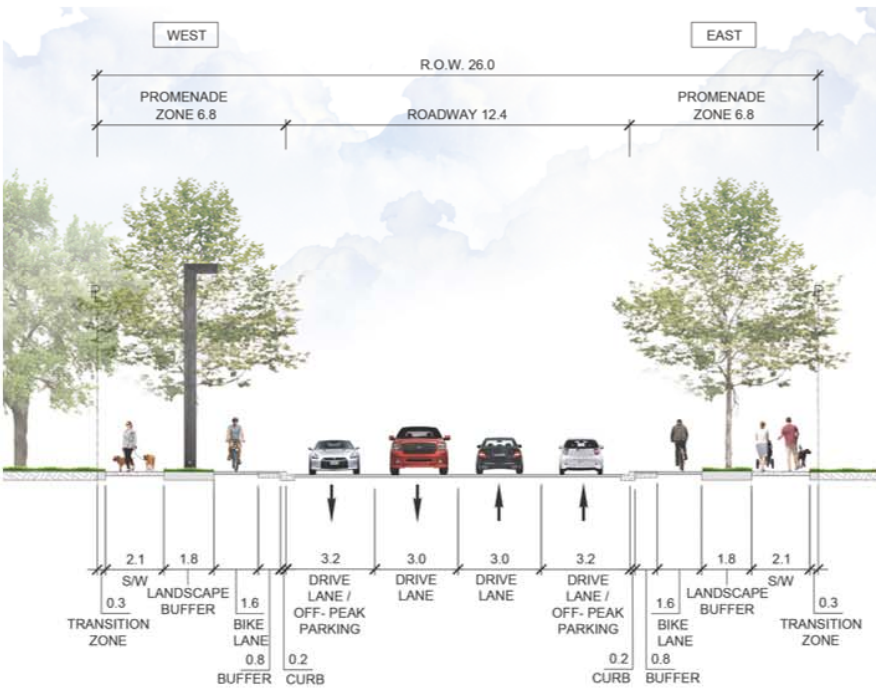 WEST
EAST
R.O.W. 26.0
PROMENADE
ZONE 6.8
ROADWAY 12.4
PROMENADE
ZONE 6.8
2.1
S/W
1.8
LANDSCAPE
BUFFER
0.3
TRANSITION
ZONE
1.6
BIKE
LANE
0.8
BUFFER
0.2
CURB
3.2
DRIVE
LANE /
OFF- PEAK
PARKING
3.0
DRIVE
LANE
3.0
DRIVE
LANE
3.2
DRIVE
LANE /
OFF- PEAK
PARKING
0.2
CURB
0.8
BUFFER
1.6
BIKE
LANE
1.8
LANDSCAPE
BUFFER
2.1
S/W
0.3
TRANSITION
ZONE